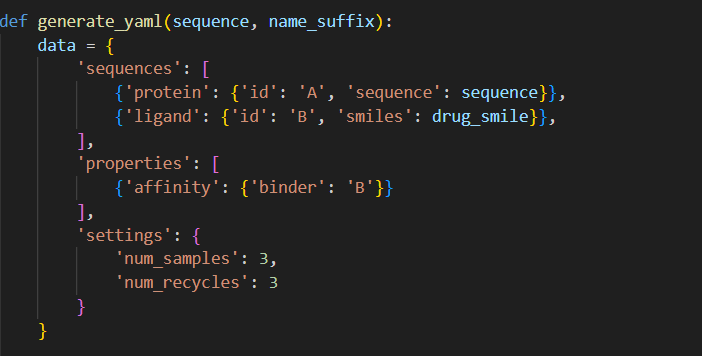 def generate_yaml(sequence, name_suffix):
    data = {
        'sequences': [
            {'protein': {'id': 'A', 'sequence': sequence}},
            {'ligand': {'id': 'B', 'smiles': drug_smile}},
        ],
        'properties': [
            {'affinity': {'binder': 'B'}}
        ],
        'settings': {
            'num_samples': 3,
            'num_recycles': 3
        }
    }